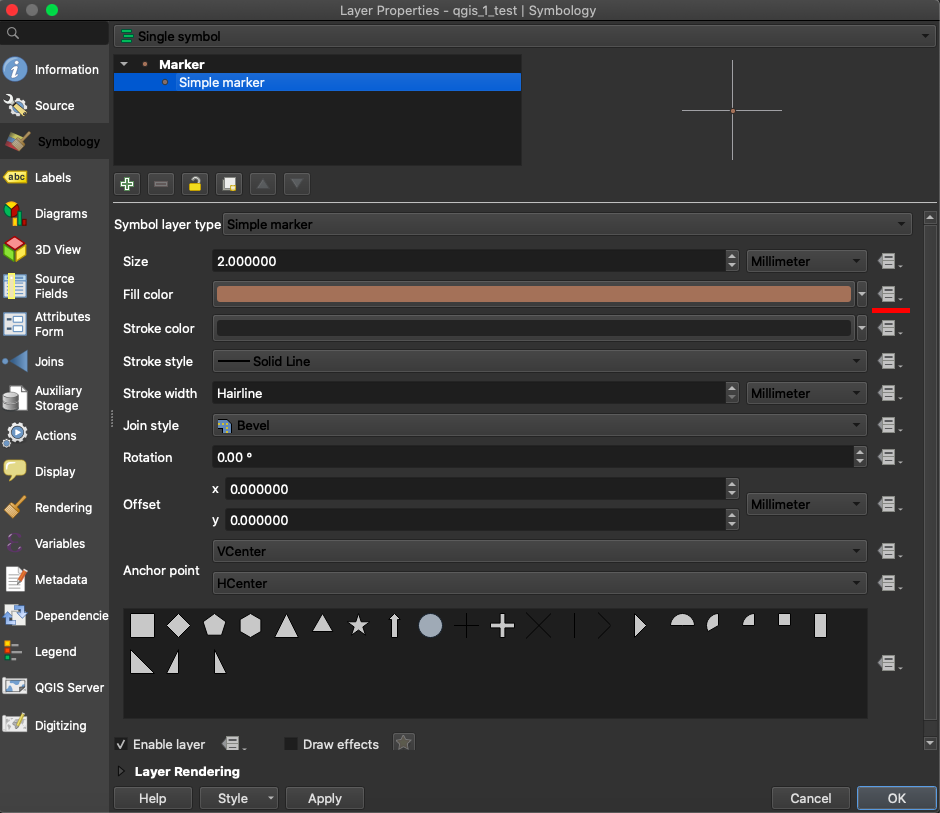 Layer Properties - qgis_1_test | Symbology
Single symbol
Information
Source
Symbology
abc Labels
Diagrams
3D View
Source
Fields
Attributes
Form
Joins
Auxiliary
Storage
Actions
Display
Rendering
Variables
Metadata
Dependencie
Legend
QGIS Server
Digitizing
Marker
Simple marker
Symbol layer type Simple marker
Size 2.000000 Millimeter
Fill color
Stroke color
Stroke style Solid Line
Stroke width Hairline Millimeter
Join style Bevel
Rotation 0.00 °
Offset x 0.000000 Millimeter
y 0.000000
Anchor point VCenter
HCenter
Enable layer Draw effects
Layer Rendering
Help Style Apply Cancel OK